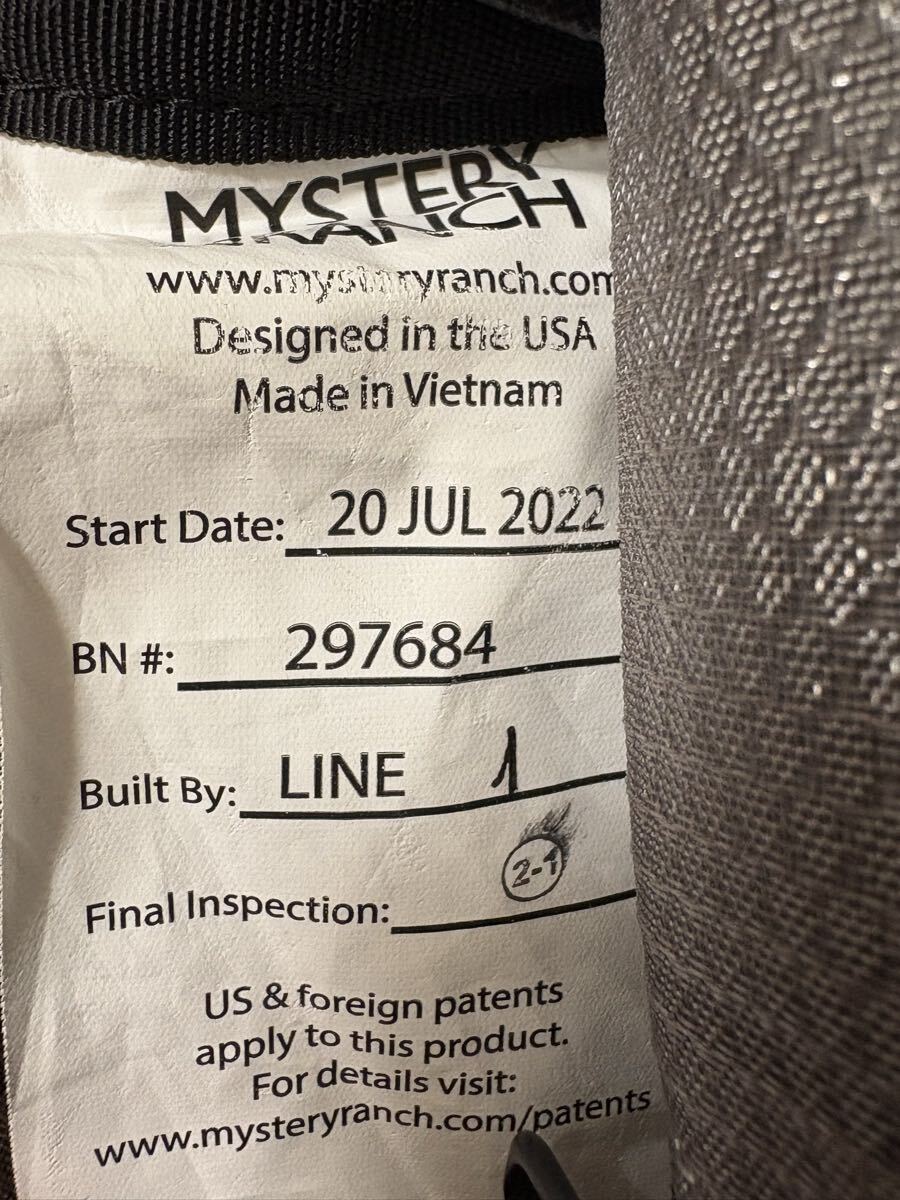 MYSTERY
RANCH
www.mysteryranch.com
Designed in the USA
Made in Vietnam
Start Date: 20 JUL 2022
BN #: 297684
Built By: LINE 1
2-1
Final Inspection:
US & foreign patents
apply to this product.
For details visit:
www.mysteryranch.com/patents